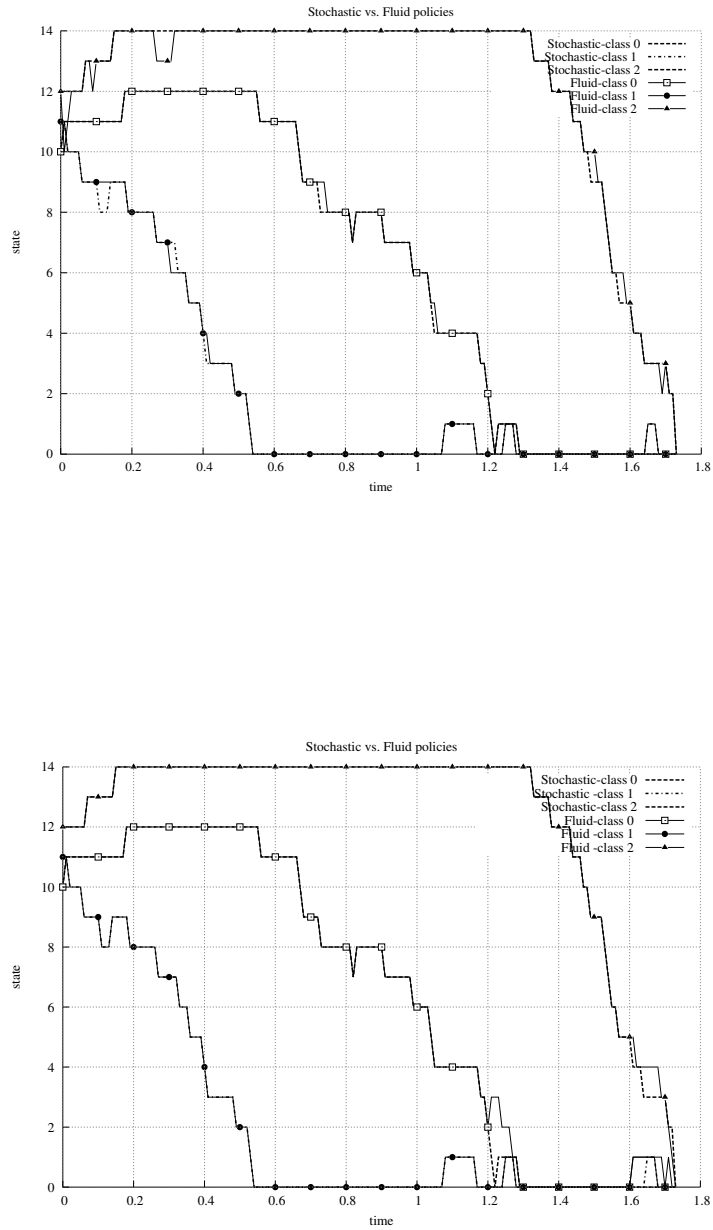 Stochastic vs. Fluid policies
14
12
10
8
6
4
2
0
state
Stochastic-class 0
Stochastic-class 1
Stochastic-class 2
Fluid-class 0
Fluid-class 1
Fluid-class 2
0 0.2 0.4 0.6 0.8 1 1.2 1.4 1.6 1.8
time
Stochastic vs. Fluid policies
14
12
10
8
6
4
2
0
state
Stochastic-class 0
Stochastic -class 1
Stochastic-class 2
Fluid-class 0
Fluid -class 1
Fluid -class 2
0 0.2 0.4 0.6 0.8 1 1.2 1.4 1.6 1.8
time